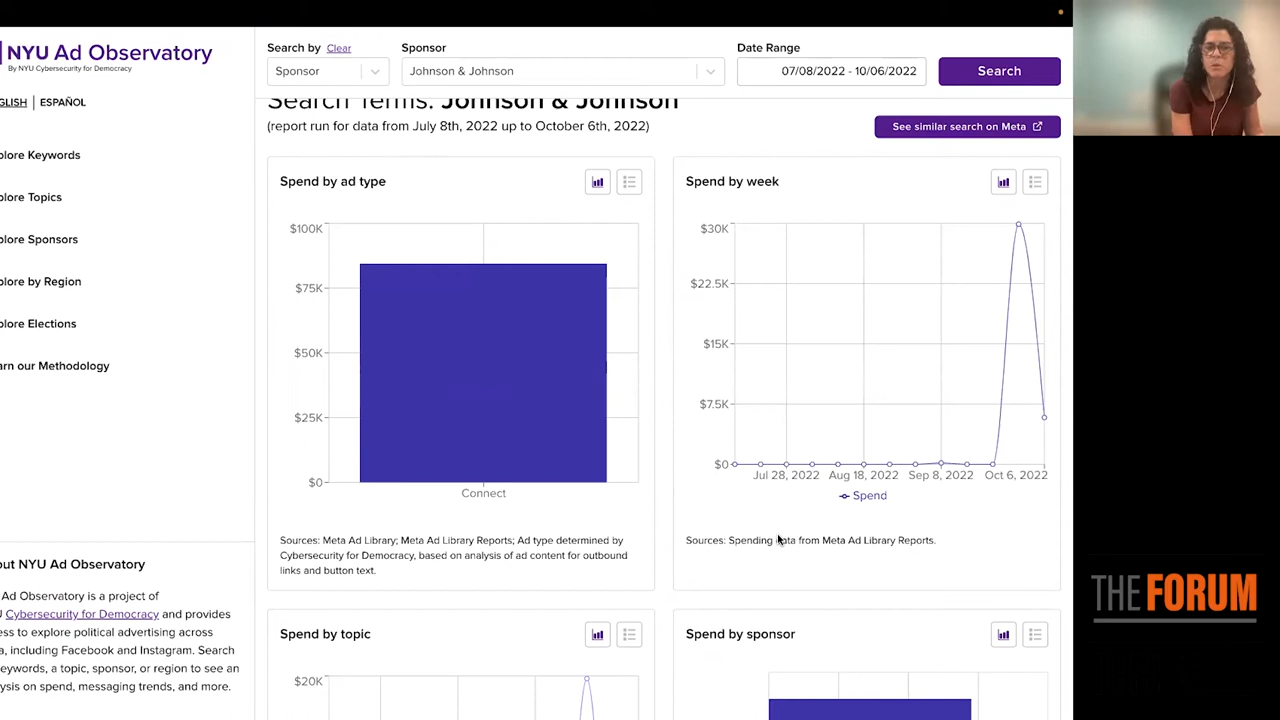 NYU Ad Observatory
By NYU Cybersecurity for Democracy
GLISH | ESPAÑOL
plore Keywords
plore Topics
plore Sponsors
plore by Region
plore Elections
arn our Methodology
out NYU Ad Observatory
Ad Observatory is a project of
U Cybersecurity for Democracy and provides
ess to explore political advertising across
a, including Facebook and Instagram. Search
eywords, a topic, sponsor, or region to see an
ysis on spend, messaging trends, and more.
Search by Clear
Sponsor
Sponsor
Johnson & Johnson
Date Range
07/08/2022 - 10/06/2022
Search
Search Terms: Johnson & Johnson
(report run for data from July 8th, 2022 up to October 6th, 2022)
See similar search on Meta
Spend by ad type
$100K
$75K
$50K
$25K
$0
Connect
Sources: Meta Ad Library; Meta Ad Library Reports; Ad type determined by
Cybersecurity for Democracy, based on analysis of ad content for outbound
links and button text.
Spend by week
$30K
$22.5K
$15K
$7.5K
$0
Jul 28, 2022 Aug 18, 2022 Sep 8, 2022 Oct 6, 2022
Spend
Sources: Spending data from Meta Ad Library Reports.
Spend by topic
$20K
Spend by sponsor
THE FORUM